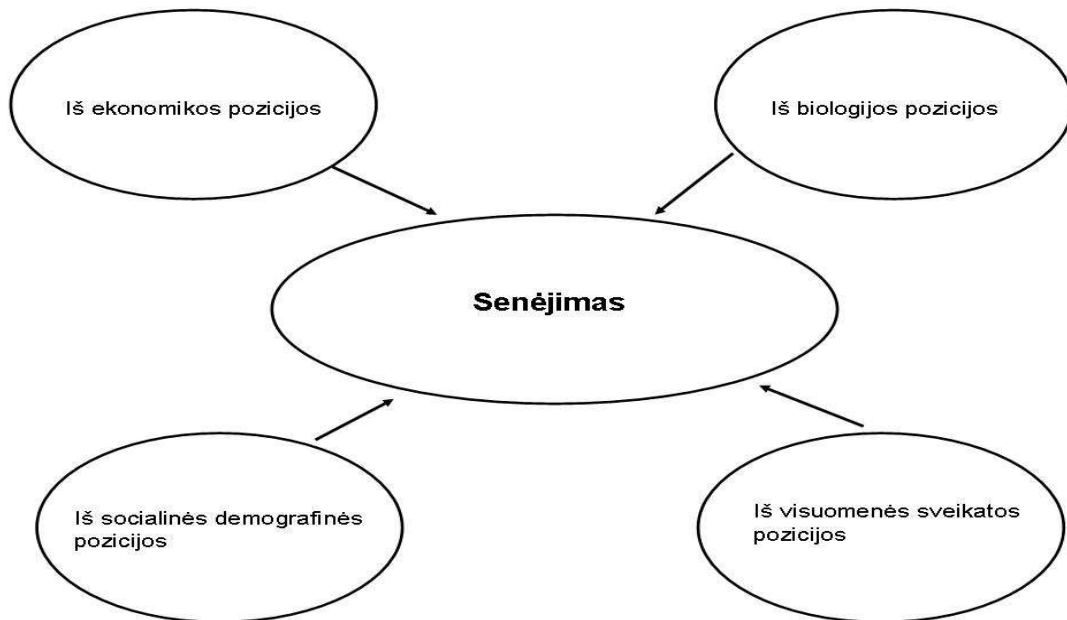 Iš ekonomikos pozicijos
Iš biologijos pozicijos
Senėjimas
Iš socialinės demografinės
pozicijos
Iš visuomenės sveikatos
pozicijos